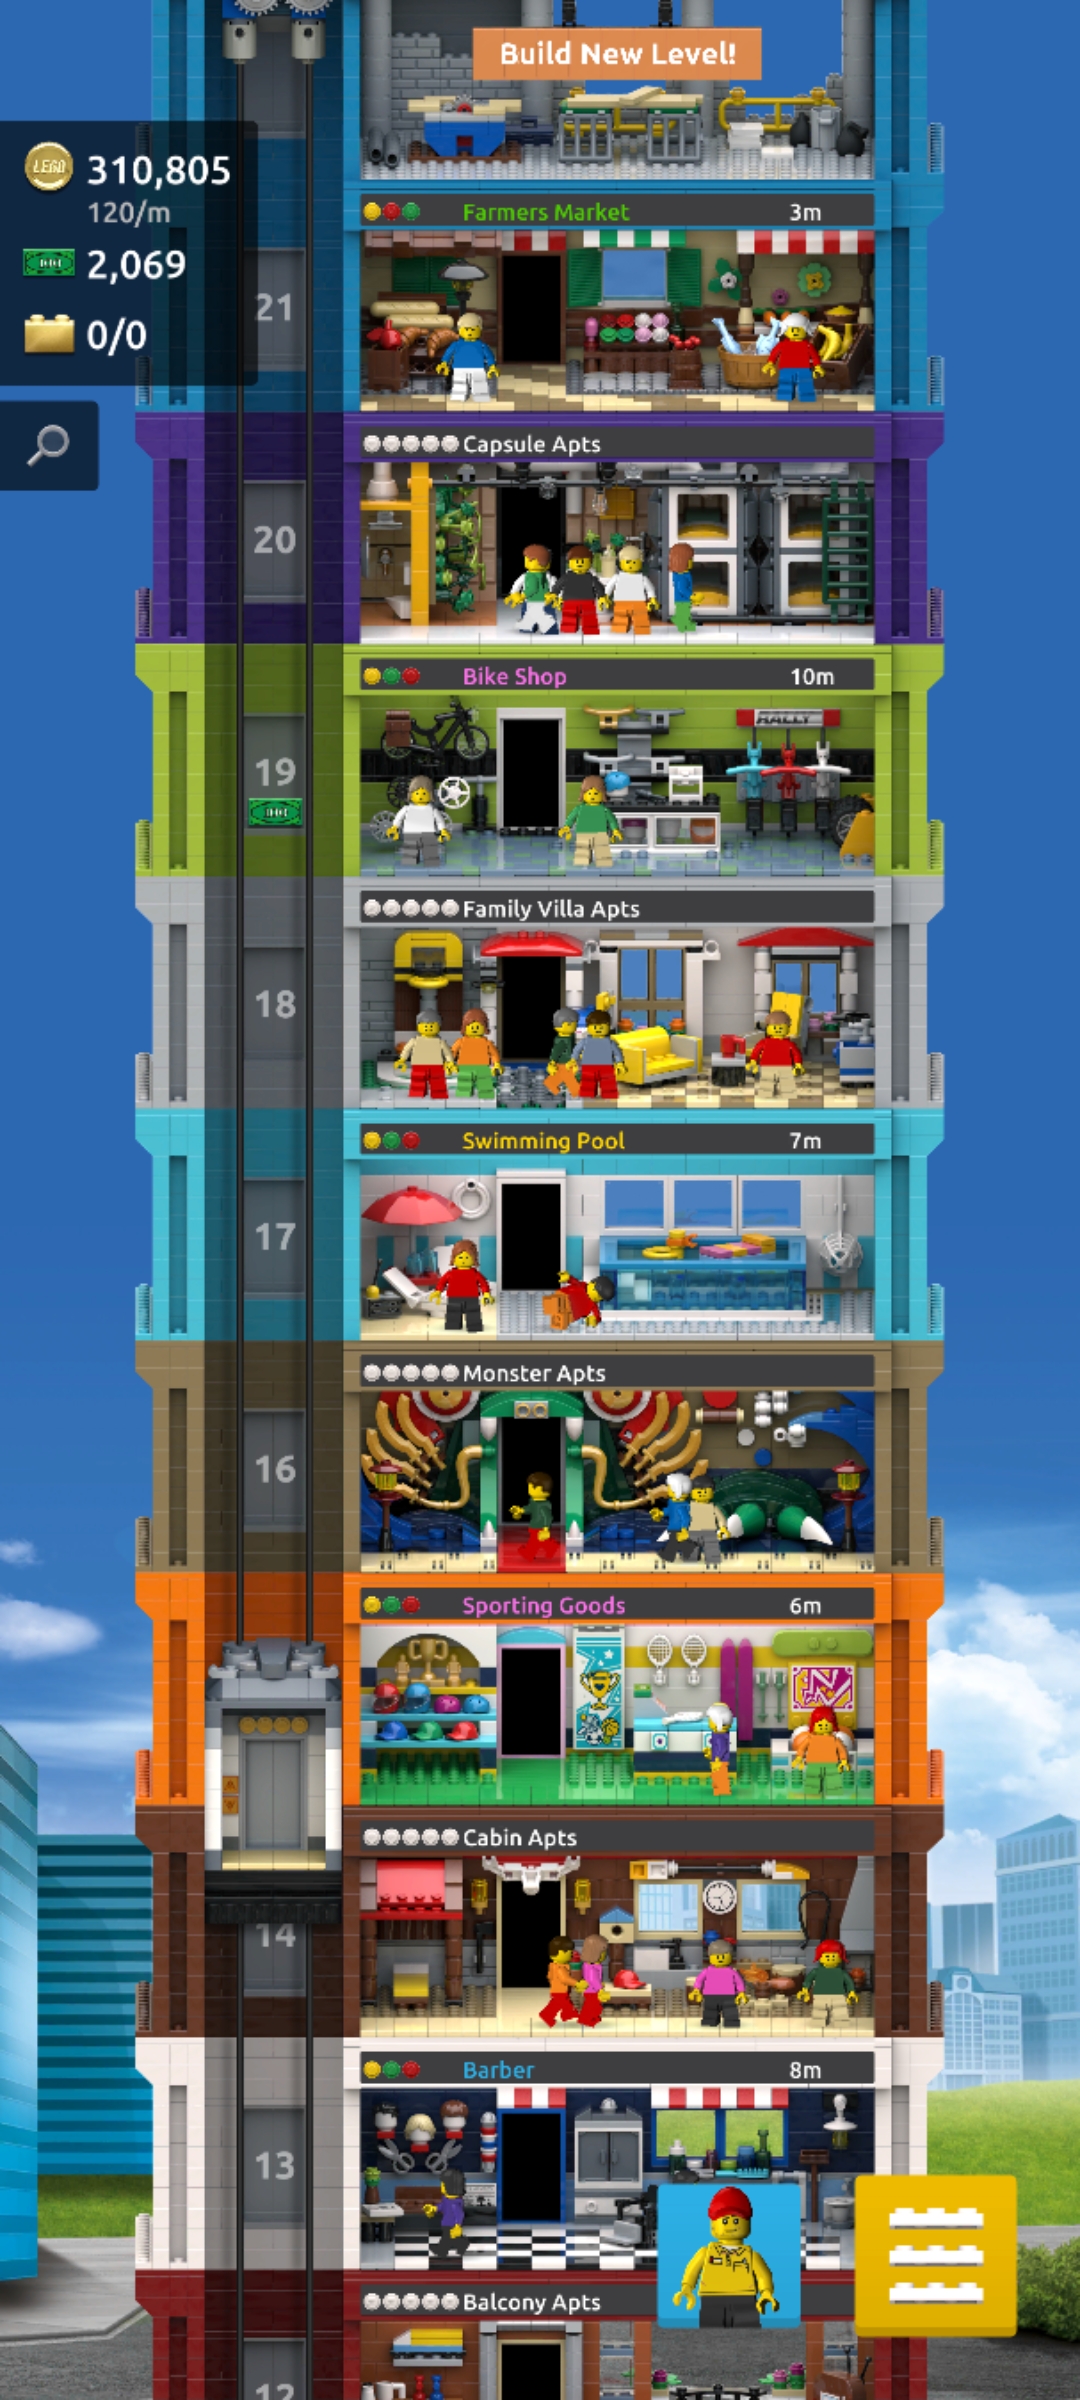 Build New Level!
LEGO 310,805
120/m
2,069
0/0
Farmers Market 3m
21
Capsule Apts
20
Bike Shop 10m
RALLY
19
Family Villa Apts
18
Swimming Pool 7m
17
Monster Apts
16
Sporting Goods 6m
Cabin Apts
14
Barber 8m
13
Balcony Apts
12